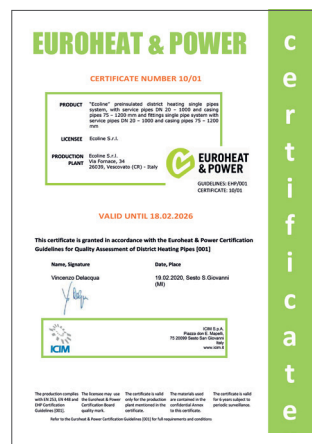 EUROHEAT & POWER
CERTIFICATE NUMBER 10/01
PRODUCT
"Ecoline" preinsulated district heating single pipes
system, with service pipes DN 20 – 1000 and casing
pipes 75 – 1200 mm and fittings single pipe system with
service pipes DN 20 – 1000 and casing pipes 75 – 1200
mm
LICENSEE
Ecoline S.r.l.
PRODUCTION
PLANT
Ecoline S.r.l.
Via Fornace, 34
26039, Vescovato (CR) - Italy
EUROHEAT
& POWER
GUIDELINES: EHP/001
CERTIFICATE: 10/01
VALID UNTIL 18.02.2026
This certificate is granted in accordance with the Euroheat & Power Certification
Guidelines for Quality Assessment of District Heating Pipes [001]
Name, Signature
Vincenzo Delacqua
Date, Place
19.02.2020, Sesto S.Giovanni
(MI)
ICIM
ICIM S.p.A.
Piazza don E. Mapelli,
75 20099 Sesto San Giovanni
Italy
www.icim.it
The production complies
with EN 253, EN 448 and
EHP Certification
Guidelines [001].
The licensee may use
the Euroheat & Power
Certification Board
quality mark.
The certificate is valid
only for the production
plant mentioned in the
certificate.
The materials used
are contained in the
confidential Annex
to this certificate.
The certificate is valid
for 6 years subject to
periodic surveillance.
Refer to the Euroheat & Power Certification Guidelines [001] for full requirements and conditions
certificate